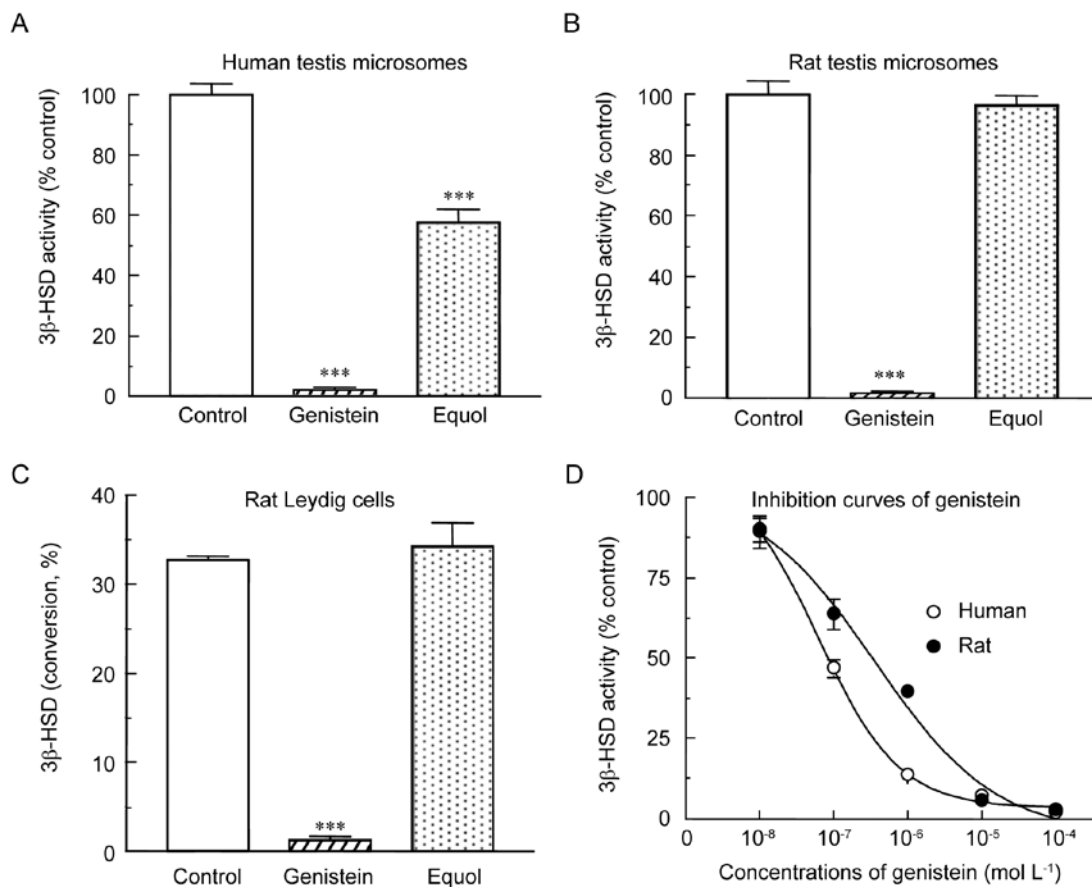 A
Human testis microsomes
3β-HSD activity (% control)
100
80
60
40
20
0
***
***
Control Genistein Equol
B
Rat testis microsomes
3β-HSD activity (% control)
100
80
60
40
20
0
***
Control Genistein Equol
C
Rat Leydig cells
3β-HSD (conversion, %)
40
30
20
10
0
***
Control Genistein Equol
D
Inhibition curves of genistein
3β-HSD activity (% control)
100
75
50
25
0
Human
Rat
0 10⁻⁸ 10⁻⁷ 10⁻⁶ 10⁻⁵ 10⁻⁴
Concentrations of genistein (mol L⁻¹)